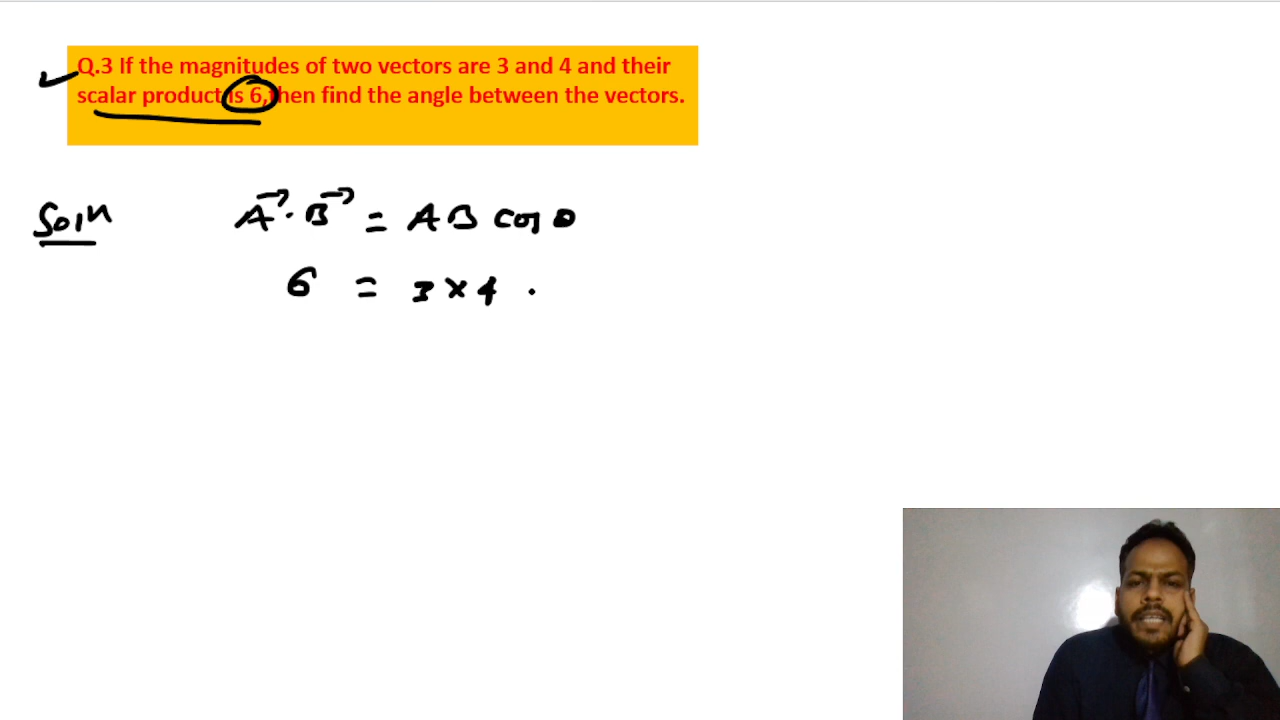 Q.3 If the magnitudes of two vectors are 3 and 4 and their
scalar product is 6,then find the angle between the vectors.
Soln A⃗·B⃗ = AB cos θ
6 = 3×4 ·